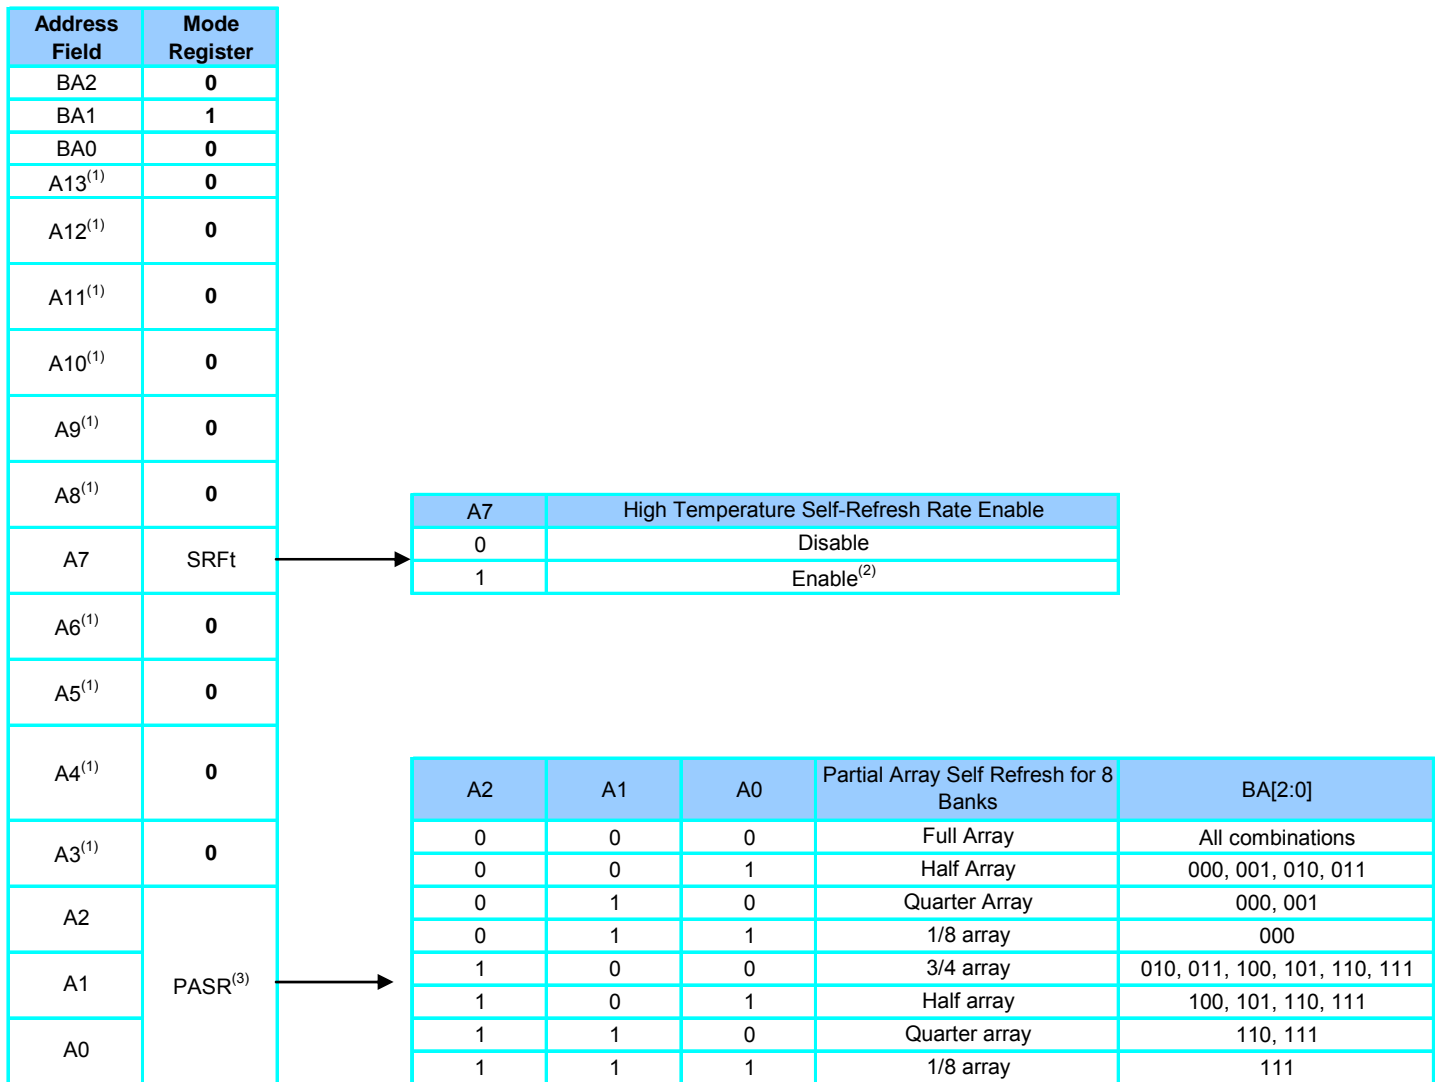 Address Field Mode Register
BA2 0
BA1 1
BA0 0
A13(1) 0
A12(1) 0
A11(1) 0
A10(1) 0
A9(1) 0
A8(1) 0
A7 SRFt
A6(1) 0
A5(1) 0
A4(1) 0
A3(1) 0
A2
A1 PASR(3)
A0
A7 High Temperature Self-Refresh Rate Enable
0 Disable
1 Enable(2)
A2 A1 A0 Partial Array Self Refresh for 8 Banks BA[2:0]
0 0 0 Full Array All combinations
0 0 1 Half Array 000, 001, 010, 011
0 1 0 Quarter Array 000, 001
0 1 1 1/8 array 000
1 0 0 3/4 array 010, 011, 100, 101, 110, 111
1 0 1 Half array 100, 101, 110, 111
1 1 0 Quarter array 110, 111
1 1 1 1/8 array 111